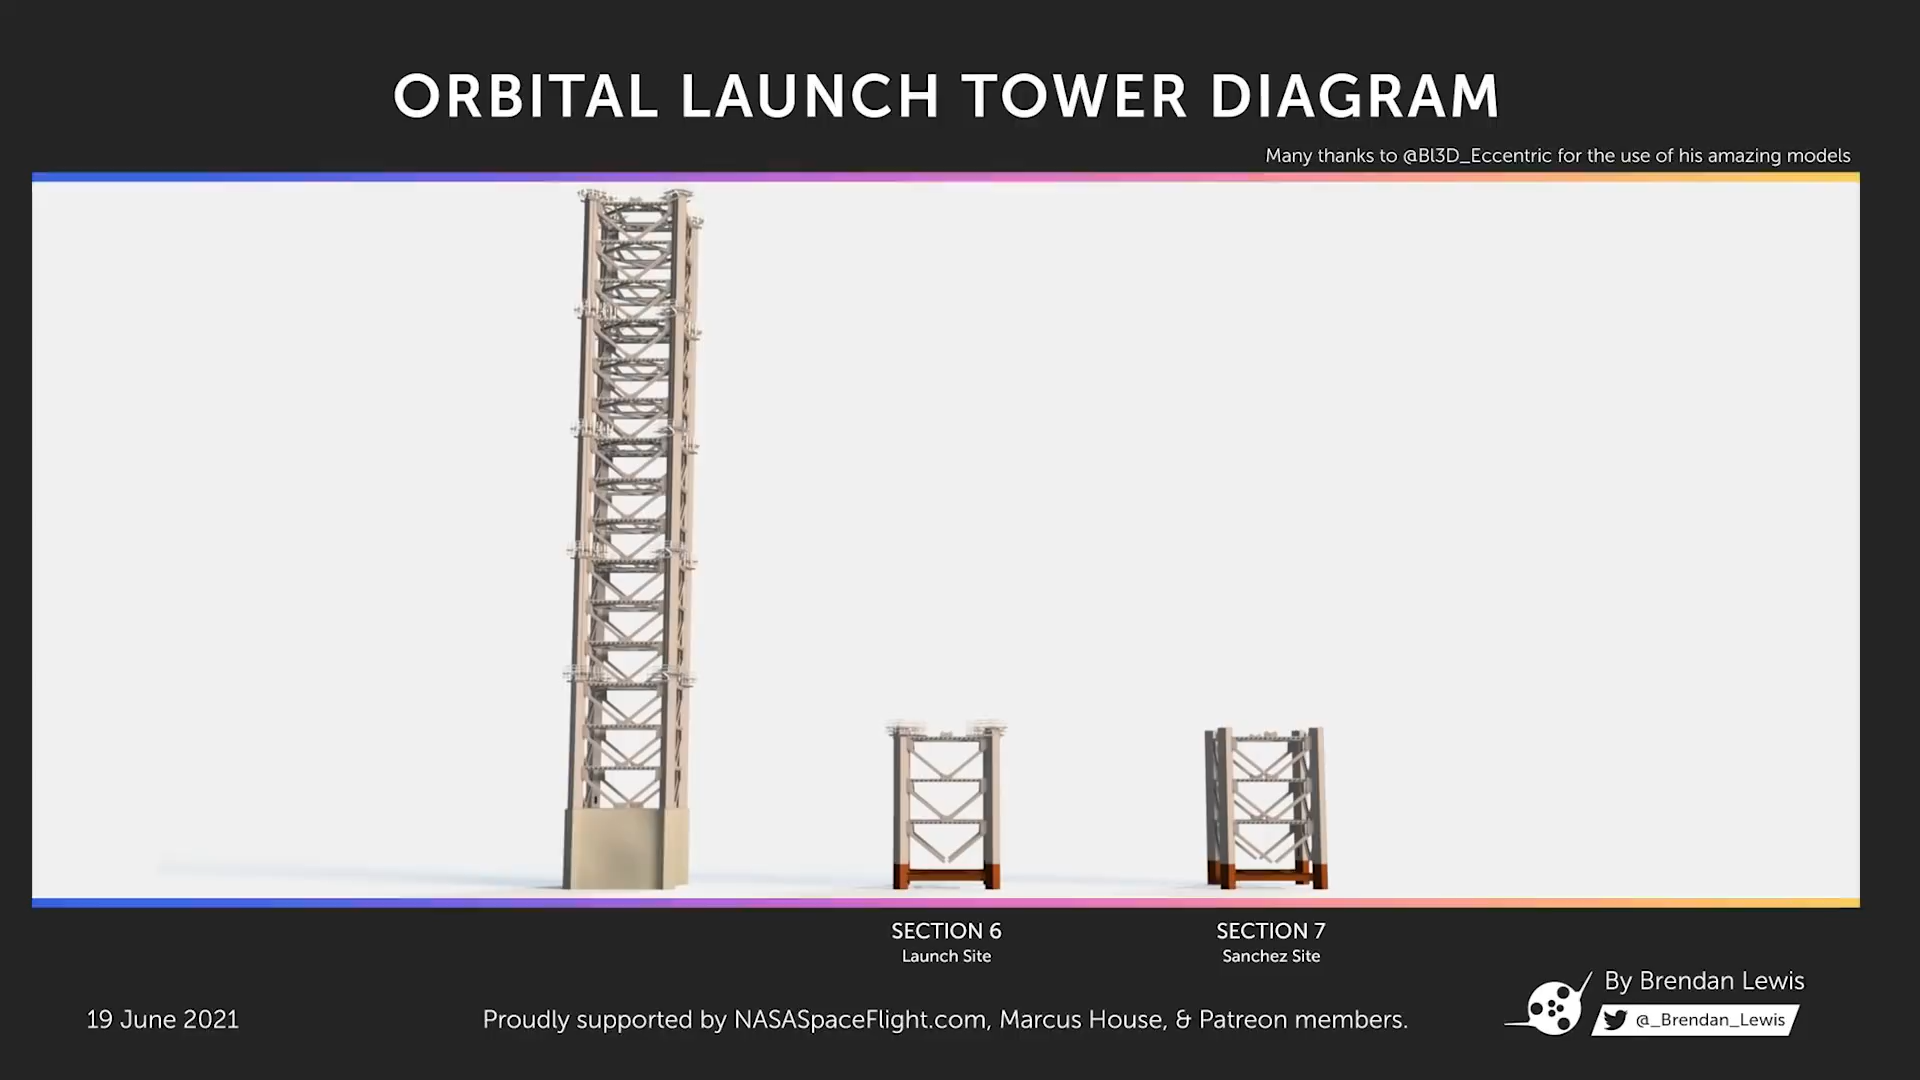 ORBITAL LAUNCH TOWER DIAGRAM
Many thanks to @Bl3D_Eccentric for the use of his amazing models
SECTION 6
Launch Site
SECTION 7
Sanchez Site
19 June 2021
Proudly supported by NASASpaceFlight.com, Marcus House, & Patreon members.
By Brendan Lewis
@_Brendan_Lewis